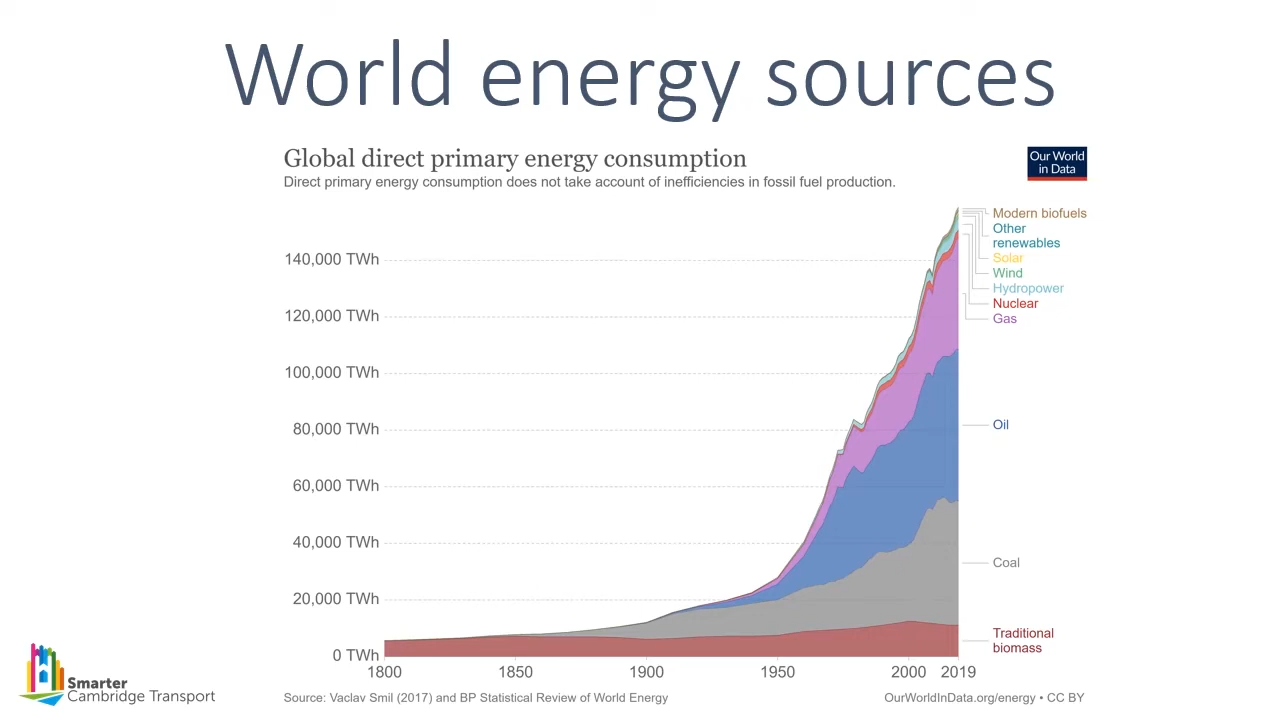 World energy sources
Global direct primary energy consumption
Direct primary energy consumption does not take account of inefficiencies in fossil fuel production.
Our World
in Data
Modern biofuels
Other
renewables
Solar
Wind
Hydropower
Nuclear
Gas
Oil
Coal
Traditional
biomass
140,000 TWh
120,000 TWh
100,000 TWh
80,000 TWh
60,000 TWh
40,000 TWh
20,000 TWh
0 TWh
1800
1850
1900
1950
2000
2019
Source: Vaclav Smil (2017) and BP Statistical Review of World Energy
OurWorldInData.org/energy • CC BY
Smarter
Cambridge Transport